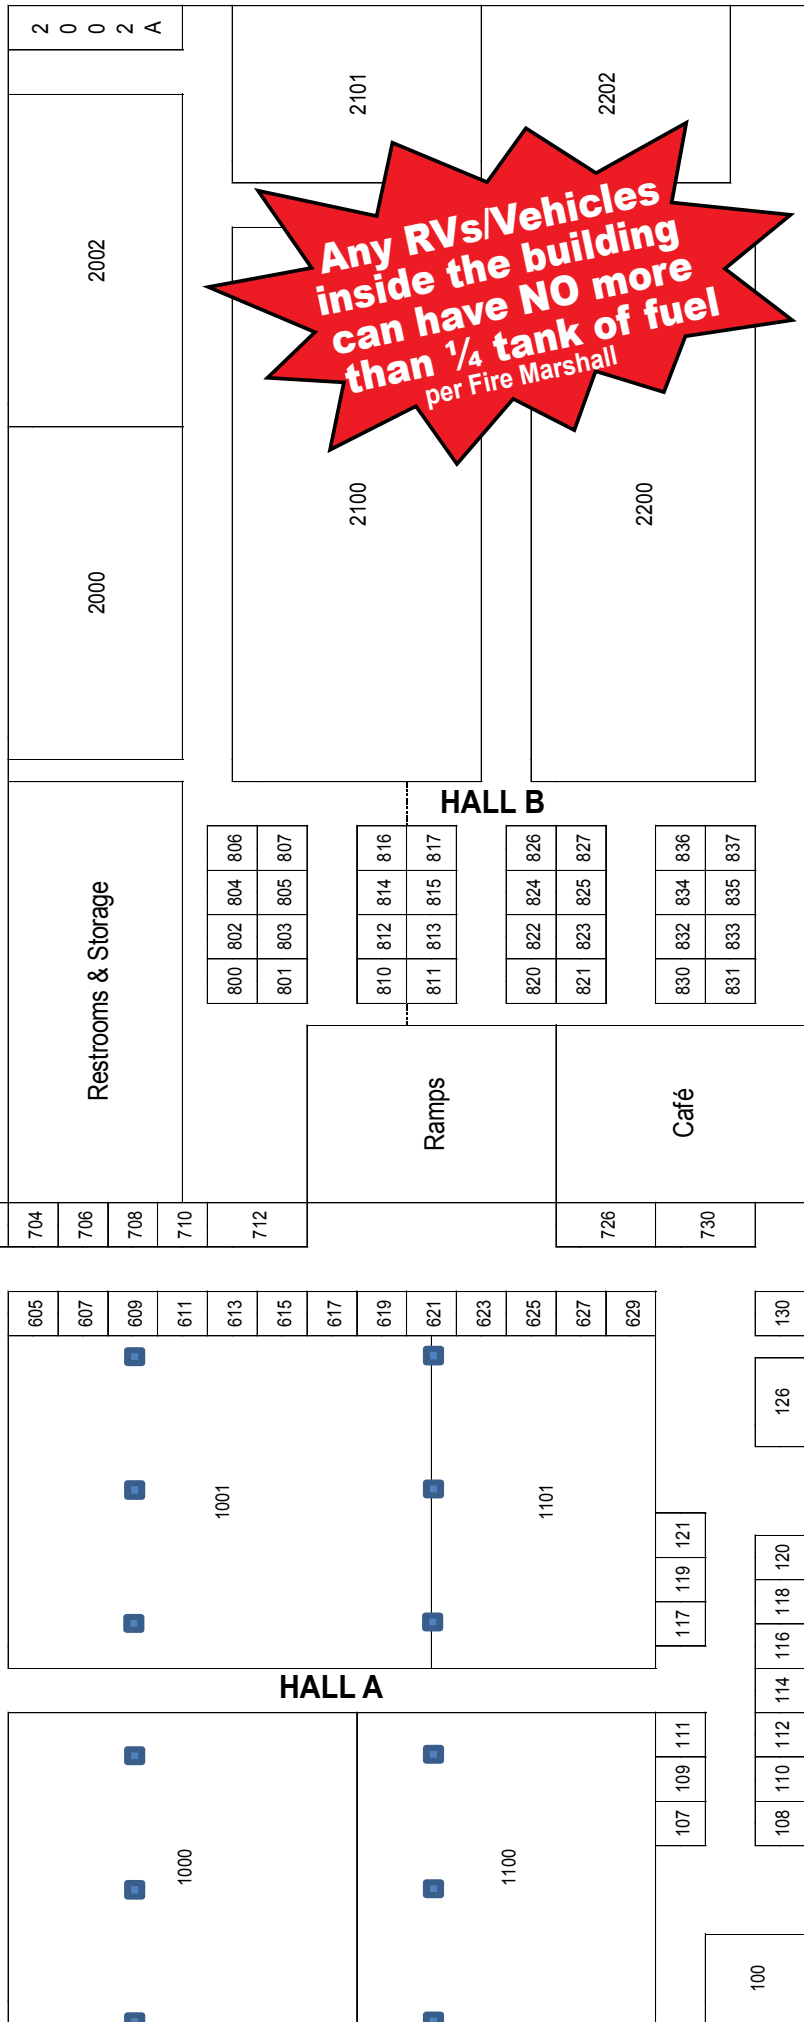 2 0 0 2 A
2101
2202
2002
Any RVs/Vehicles
inside the building
can have NO more
than ¼ tank of fuel
per Fire Marshall
2100
2200
2000
HALL B
806 807 816 817 826 827 836 837
804 805 814 815 824 825 834 835
802 803 812 813 822 823 832 833
800 801 810 811 820 821 830 831
Restrooms & Storage
Ramps
Café
704 706 708 710 712 726 730
605 607 609 611 613 615 617 619 621 623 625 627 629 130
126
1001
1101
121
119
117
120
118
116
114
112
110
108
HALL A
111
109
107
1000
1100
100